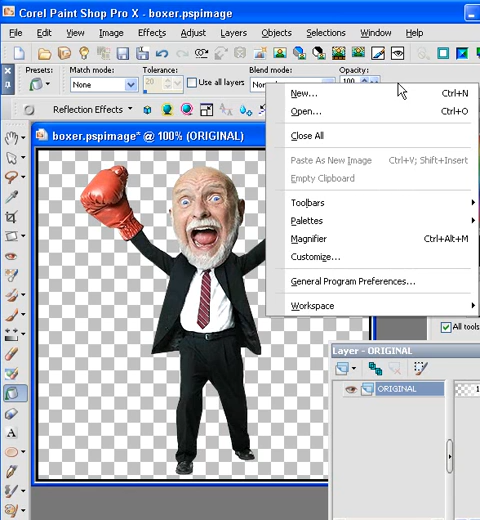 Corel Paint Shop Pro X - boxer.pspimage
File Edit View Image Effects Adjust Layers Objects Selections Window Help
Presets: Match mode: Tolerance: Use all layers Blend mode: Opacity:
None 20 None 100
Reflection Effects
New... Ctrl+N
Open... Ctrl+O
Close All
Paste As New Image Ctrl+V; Shift+Insert
Empty Clipboard
Toolbars
Palettes
Magnifier Ctrl+Alt+M
Customize...
General Program Preferences...
Workspace
boxer.pspimage* @ 100% (ORIGINAL)
All tools
Layer - ORIGINAL
ORIGINAL